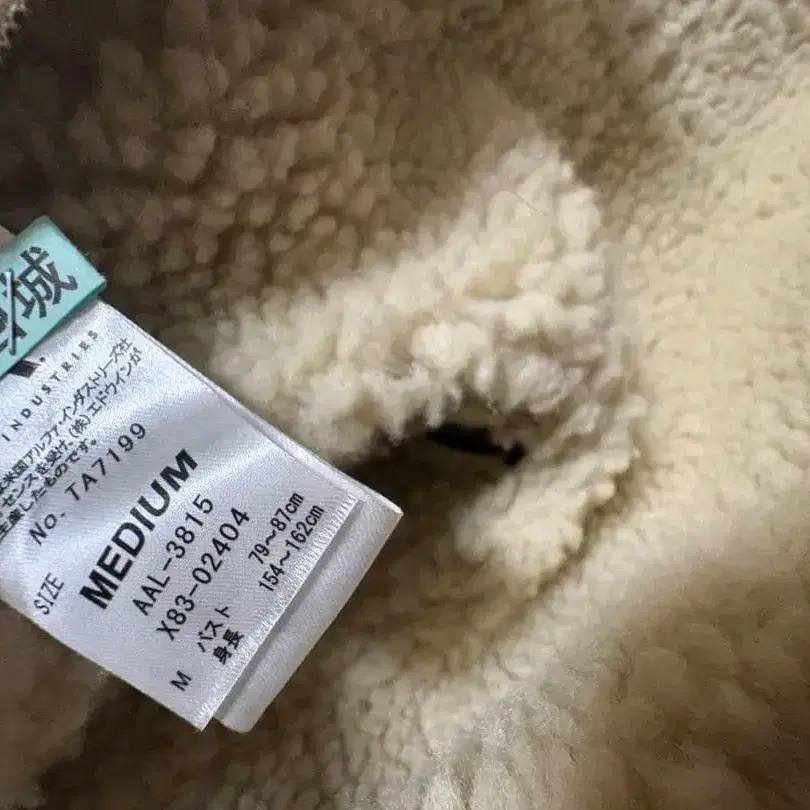 城
INDUSTRIES
米国アルファインダストリーズ社
センスを受け、(株)エドウインが
したものです。
No. TA7199
SIZE MEDIUM
AAL-3815
X83-02404
M バスト 79～87cm
身長 154～162cm